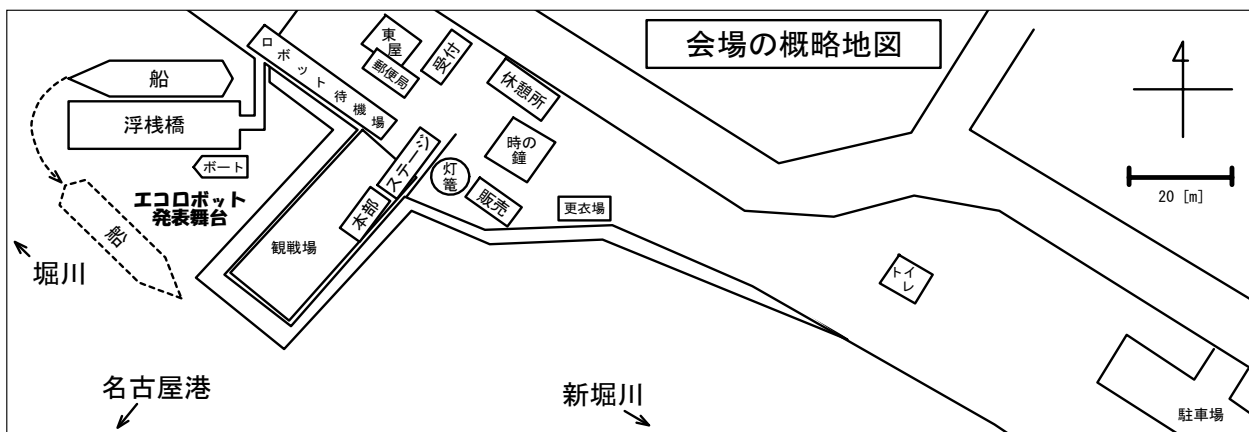 会場の概略地図
ロボット待機場
東屋
郵便局
受付
休憩所
船
浮桟橋
時の鐘
ステージ
灯篭
ボート
エコロボット
発表舞台
本部
販売
更衣場
20 [m]
船
観戦場
堀川
トイレ
名古屋港
新堀川
駐車場